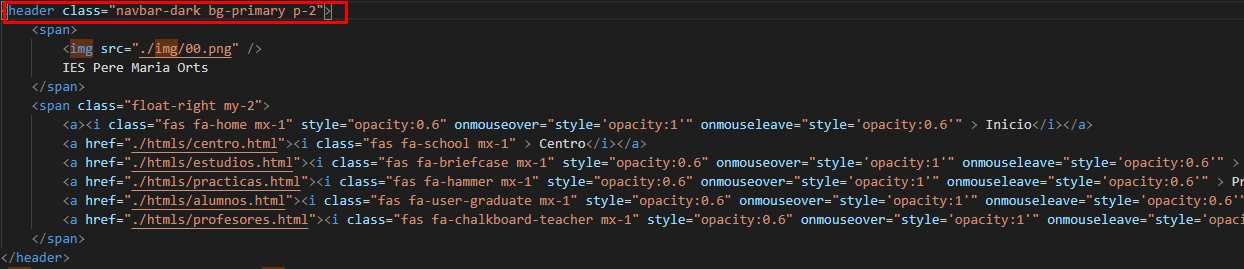 <header class="navbar-dark bg-primary p-2">
<span>
<img src="./img/00.png" />
IES Pere Maria Orts
</span>
<span class="float-right my-2">
<a><i class="fas fa-home mx-1" style="opacity:0.6" onmouseover="style='opacity:1'" onmouseleave="style='opacity:0.6'" > Inicio</i></a>
<a href="./htmls/centro.html"><i class="fas fa-school mx-1" > Centro</i></a>
<a href="./htmls/estudios.html"><i class="fas fa-briefcase mx-1" style="opacity:0.6" onmouseover="style='opacity:1'" onmouseleave="style='opacity:0.6'" >
<a href="./htmls/practicas.html"><i class="fas fa-hammer mx-1" style="opacity:0.6" onmouseover="style='opacity:1'" onmouseleave="style='opacity:0.6'" > Pr
<a href="./htmls/alumnos.html"><i class="fas fa-user-graduate mx-1" style="opacity:0.6" onmouseover="style='opacity:1'" onmouseleave="style='opacity:0.6'
<a href="./htmls/profesores.html"><i class="fas fa-chalkboard-teacher mx-1" style="opacity:0.6" onmouseover="style='opacity:1'" onmouseleave="style='opaci
</span>
</header>